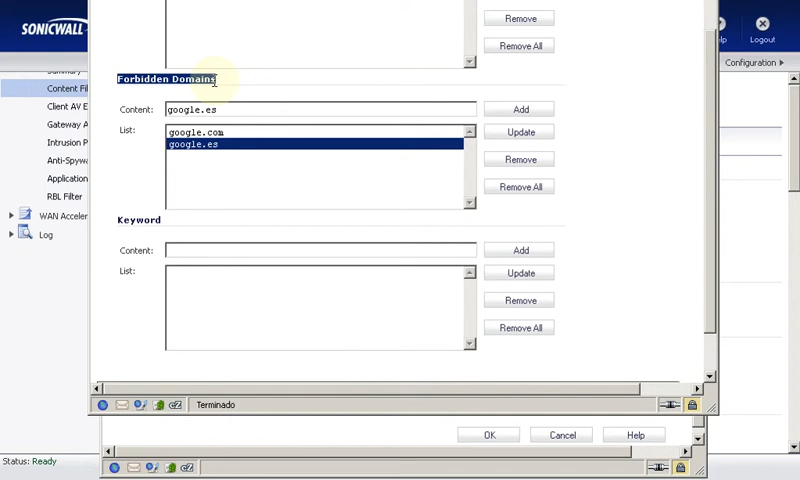 SONICWALL
Logout
Configuration
Content Fil
Client AV E
Gateway A
Intrusion P
Anti-Spywa
Application
RBL Filter
WAN Acceler
Log
Remove
Remove All
Forbidden Domains
Content: google.es Add
List: google.com Update
google.es
Remove
Remove All
Keyword
Content: Add
List: Update
Remove
Remove All
Terminado
OK Cancel Help
Status: Ready